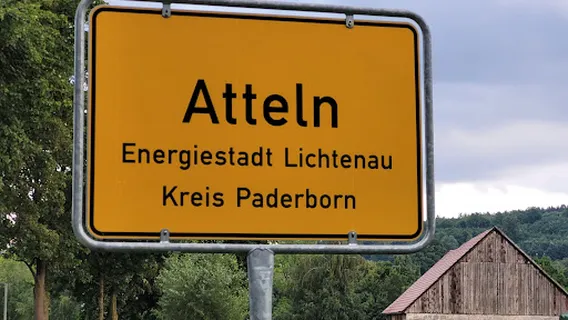 Atteln
Energiestadt Lichtenau
Kreis Paderborn